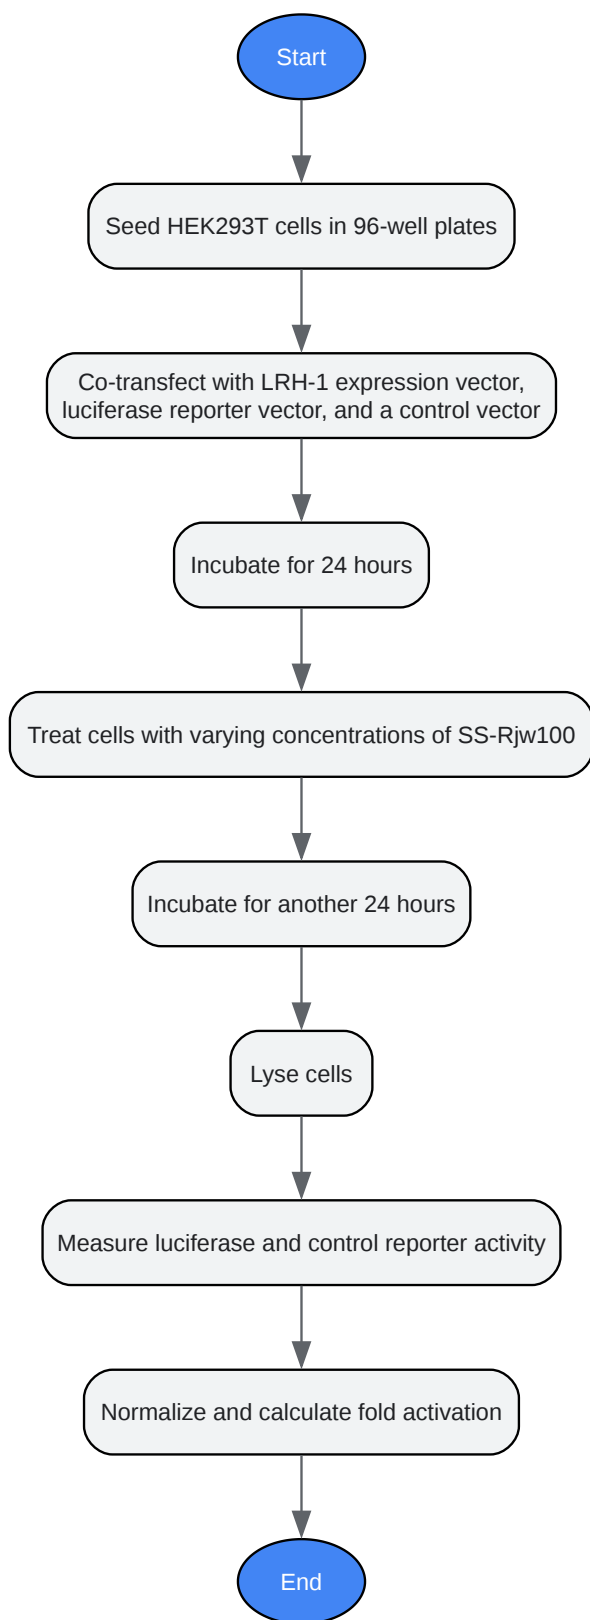 Start
Seed HEK293T cells in 96-well plates
Co-transfect with LRH-1 expression vector,
luciferase reporter vector, and a control vector
Incubate for 24 hours
Treat cells with varying concentrations of SS-Rjw100
Incubate for another 24 hours
Lyse cells
Measure luciferase and control reporter activity
Normalize and calculate fold activation
End